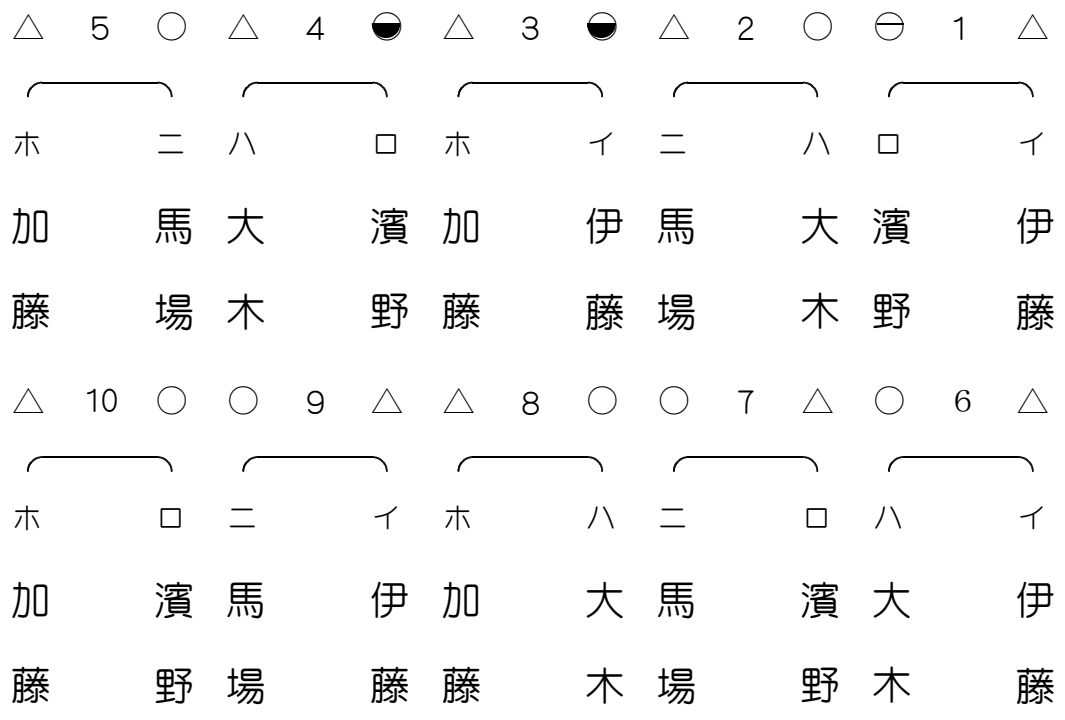 △ 1 ⊖
イ伊藤
ロ濱野
○ 2 △
ハ大木
ニ馬場
◒ 3 △
イ伊藤
ホ加藤
◒ 4 △
ロ濱野
ハ大木
○ 5 △
ニ馬場
ホ加藤
△ 6 ○
イ伊藤
ハ大木
△ 7 ○
ロ濱野
ニ馬場
○ 8 △
ハ大木
ホ加藤
△ 9 ○
イ伊藤
ニ馬場
○ 10 △
ロ濱野
ホ加藤